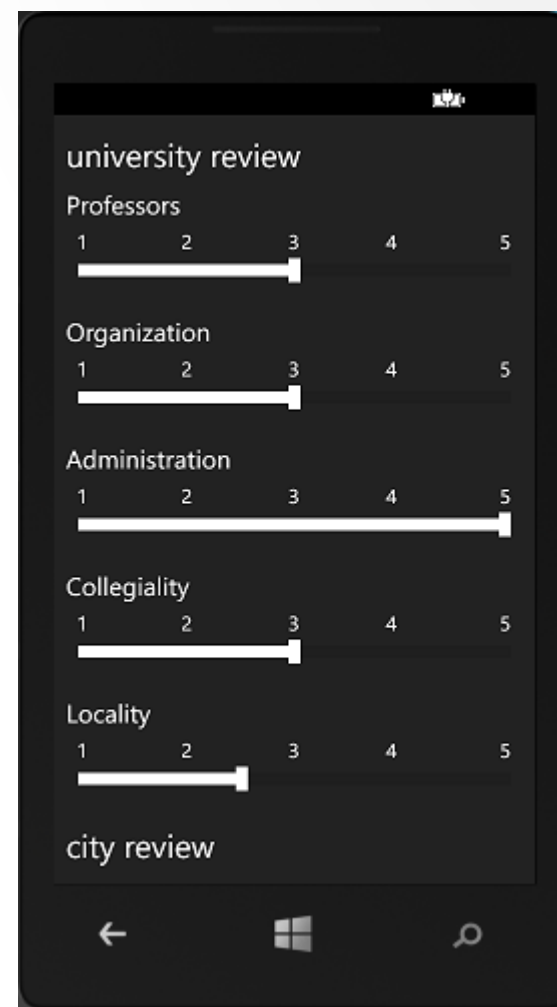 university review
Professors
1 2 3 4 5
Organization
1 2 3 4 5
Administration
1 2 3 4 5
Collegiality
1 2 3 4 5
Locality
1 2 3 4 5
city review